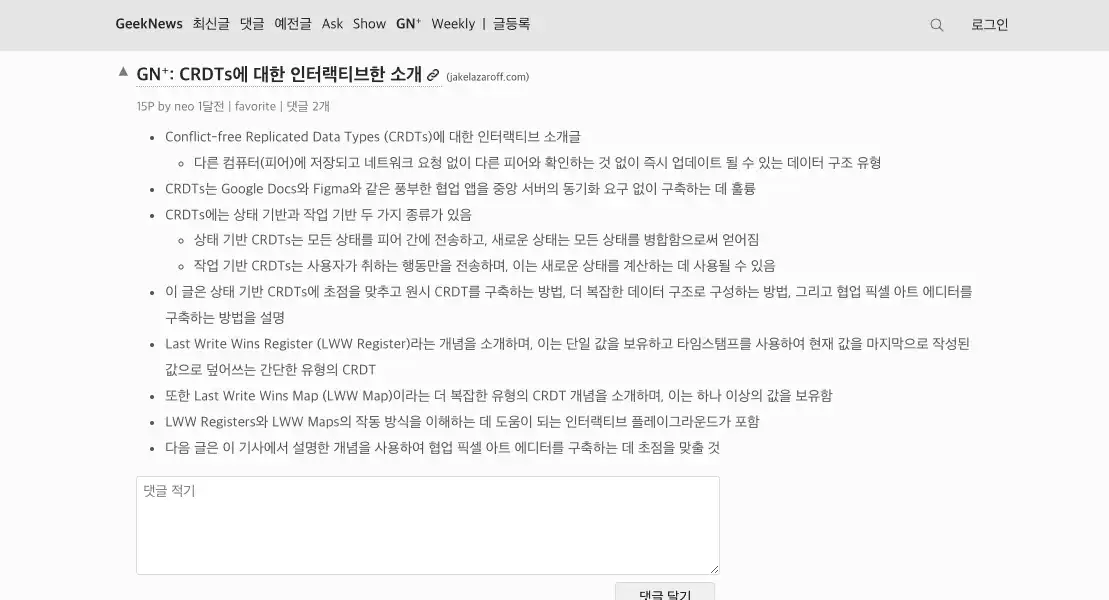 GeekNews 최신글 댓글 예전글 Ask Show GN⁺ Weekly | 글등록 로그인
GN⁺: CRDTs에 대한 인터랙티브한 소개 (jakelazaroff.com)
15P by neo 1달전 | favorite | 댓글 2개
Conflict-free Replicated Data Types (CRDTs)에 대한 인터랙티브 소개글
다른 컴퓨터(피어)에 저장되고 네트워크 요청 없이 다른 피어와 확인하는 것 없이 즉시 업데이트 될 수 있는 데이터 구조 유형
CRDTs는 Google Docs와 Figma와 같은 풍부한 협업 앱을 중앙 서버의 동기화 요구 없이 구축하는 데 훌륭
CRDTs에는 상태 기반과 작업 기반 두 가지 종류가 있음
상태 기반 CRDTs는 모든 상태를 피어 간에 전송하고, 새로운 상태는 모든 상태를 병합함으로써 얻어짐
작업 기반 CRDTs는 사용자가 취하는 행동만을 전송하며, 이는 새로운 상태를 계산하는 데 사용될 수 있음
이 글은 상태 기반 CRDTs에 초점을 맞추고 원시 CRDT를 구축하는 방법, 더 복잡한 데이터 구조로 구성하는 방법, 그리고 협업 픽셀 아트 에디터를
구축하는 방법을 설명
Last Write Wins Register (LWW Register)라는 개념을 소개하며, 이는 단일 값을 보유하고 타임스탬프를 사용하여 현재 값을 마지막으로 작성된
값으로 덮어쓰는 간단한 유형의 CRDT
또한 Last Write Wins Map (LWW Map)이라는 더 복잡한 유형의 CRDT 개념을 소개하며, 이는 하나 이상의 값을 보유함
LWW Registers와 LWW Maps의 작동 방식을 이해하는 데 도움이 되는 인터랙티브 플레이그라운드가 포함
다음 글은 이 기사에서 설명한 개념을 사용하여 협업 픽셀 아트 에디터를 구축하는 데 초점을 맞출 것
댓글 적기
댓글 달기